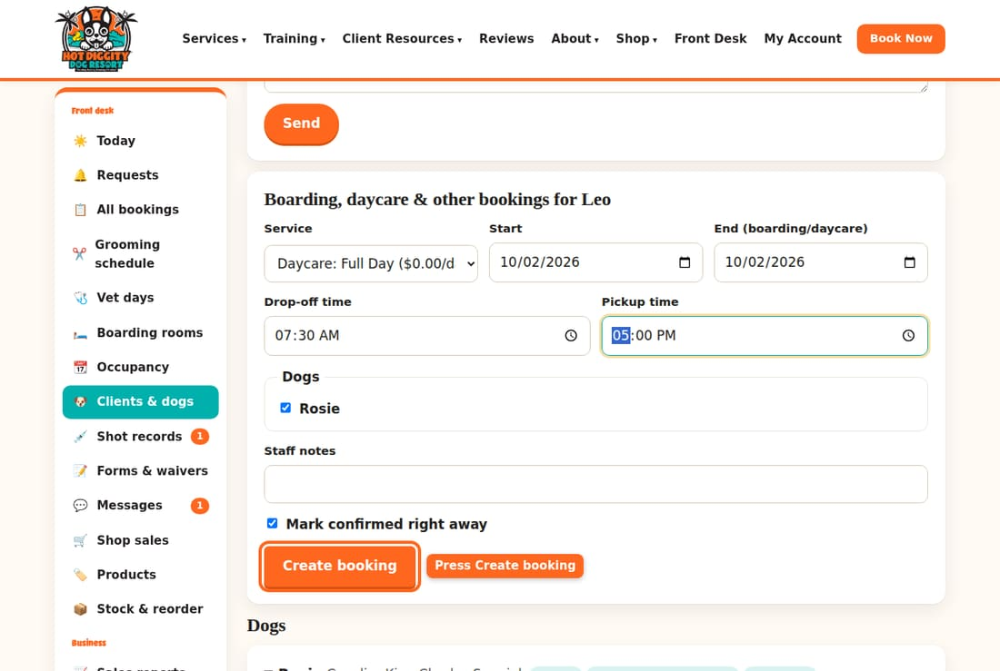 HOT DIGGITY
DOG RESORT
Services ▾ Training ▾ Client Resources ▾ Reviews About ▾ Shop ▾ Front Desk My Account Book Now
Front desk
Today
Requests
All bookings
Grooming
schedule
Vet days
Boarding rooms
Occupancy
Clients & dogs
Shot records 1
Forms & waivers
Messages 1
Shop sales
Products
Stock & reorder
Business
Send
Boarding, daycare & other bookings for Leo
Service Start End (boarding/daycare)
Daycare: Full Day ($0.00/d 10/02/2026 10/02/2026
Drop-off time Pickup time
07:30 AM 05:00 PM
Dogs
Rosie
Staff notes
Mark confirmed right away
Create booking Press Create booking
Dogs